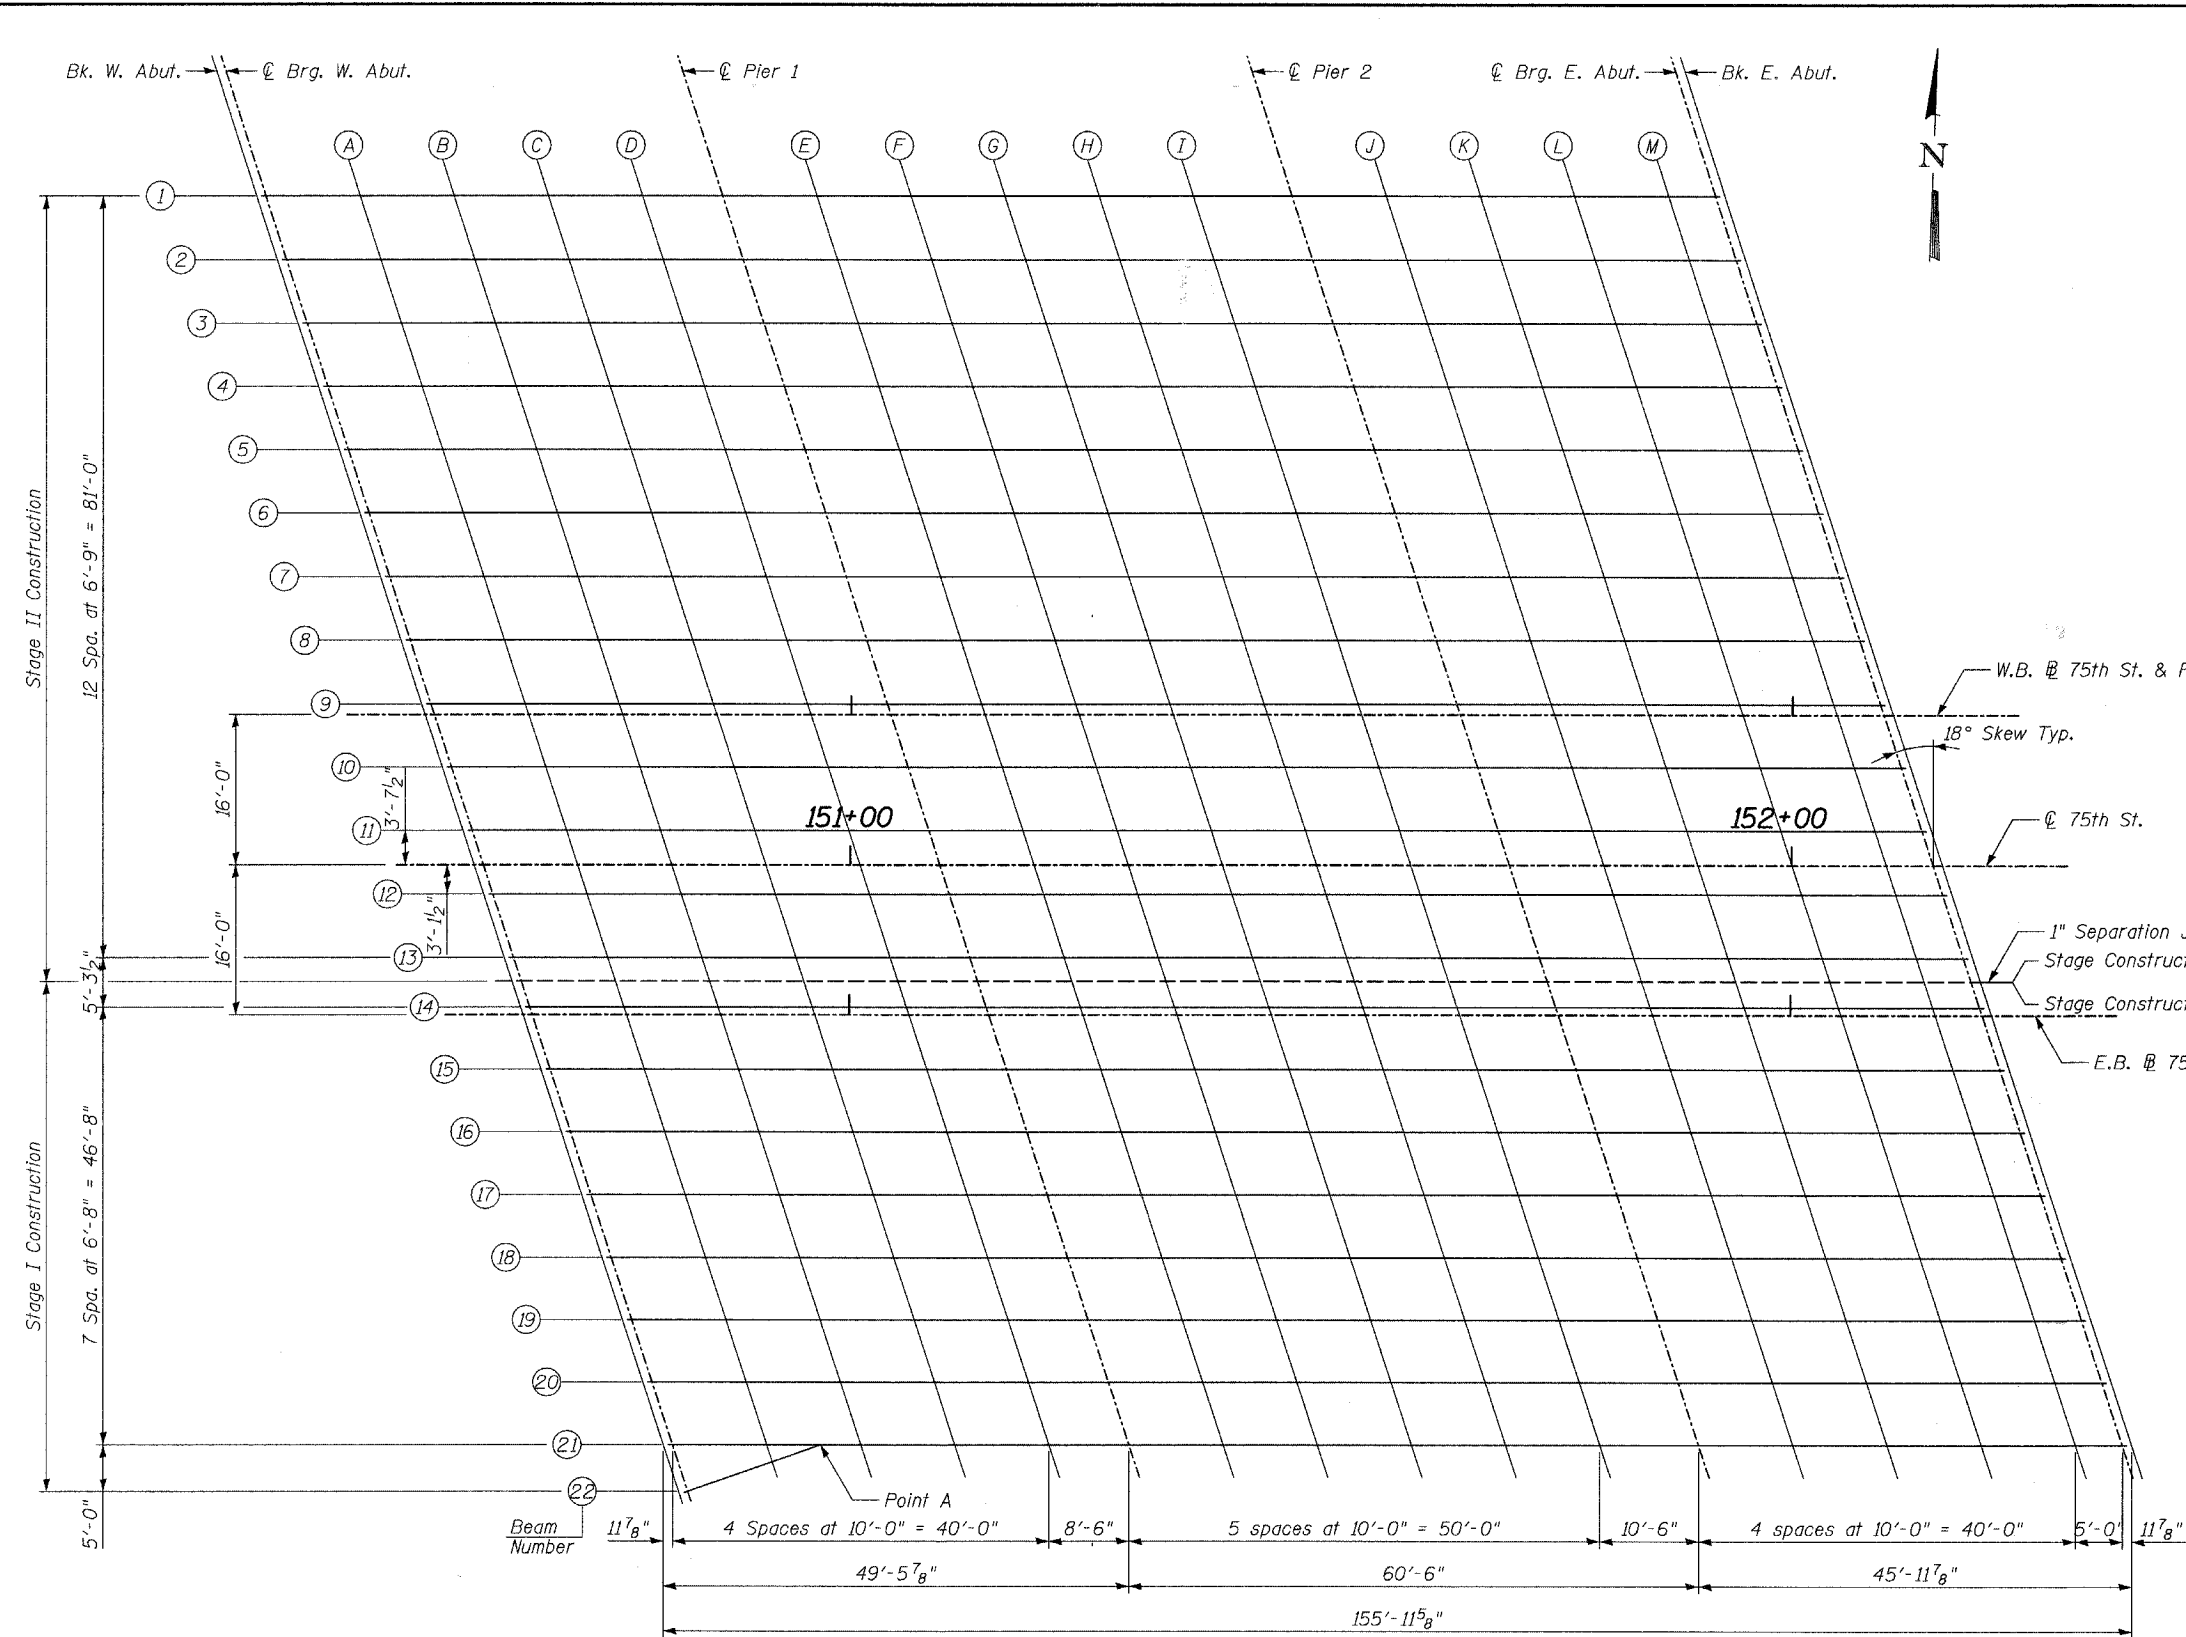 Bk. W. Abut.
℄ Brg. W. Abut.
℄ Pier 1
℄ Pier 2
℄ Brg. E. Abut.
Bk. E. Abut.
A
B
C
D
E
F
G
H
I
J
K
L
M
N
1
2
3
4
5
6
7
8
9
10
11
12
13
14
15
16
17
18
19
20
21
22
Stage II Construction
12 Spa. at 6'-9" = 81'-0"
16'-0"
3'-7½"
16'-0"
3'-1½"
5'-3½"
Stage I Construction
7 Spa. at 6'-8" = 46'-8"
5'-0"
151+00
152+00
W.B. ⅊ 75th St. &
18° Skew Typ.
℄ 75th St.
1" Separation
Stage Construct
Stage Construct
E.B. ⅊ 75
Point A
Beam
Number
11⅞"
4 Spaces at 10'-0" = 40'-0"
8'-6"
5 spaces at 10'-0" = 50'-0"
10'-6"
4 spaces at 10'-0" = 40'-0"
5'-0"
11⅞"
49'-5⅞"
60'-6"
45'-11⅞"
155'-11⅝"